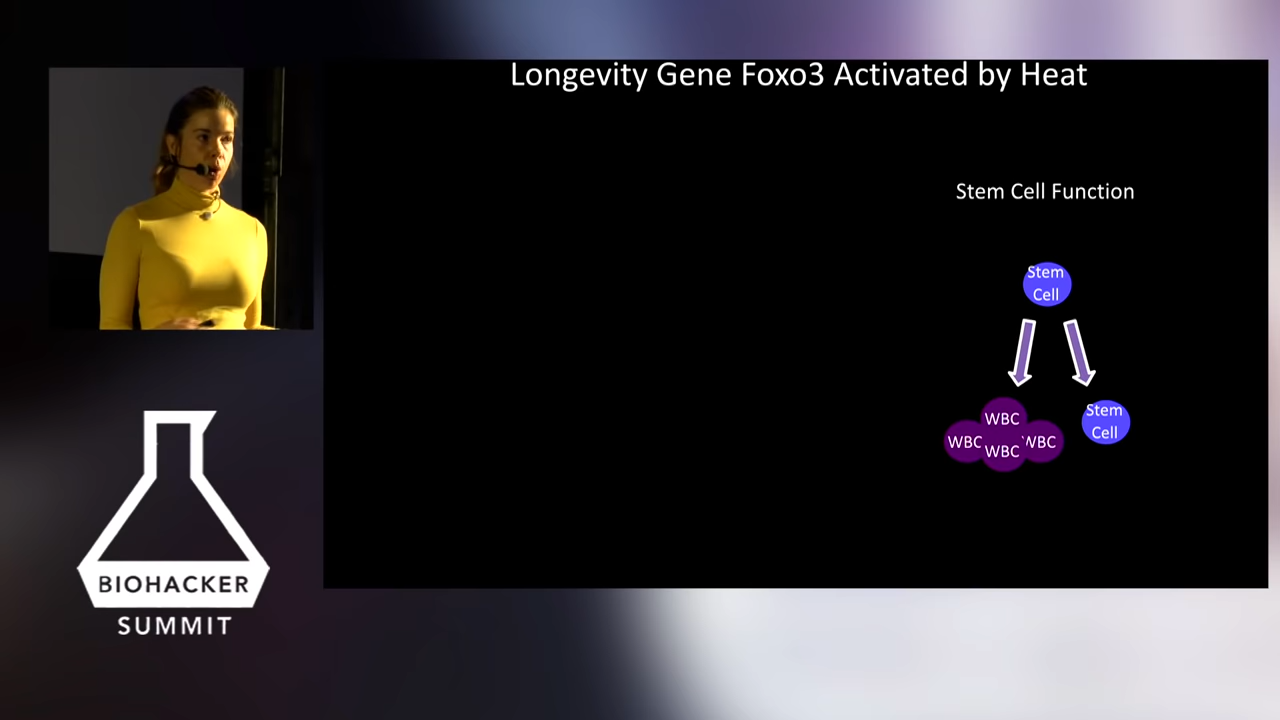 Longevity Gene Foxo3 Activated by Heat
Stem Cell Function
Stem
Cell
WBC
WBC
WBC
WBC
Stem
Cell
BIOHACKER
SUMMIT